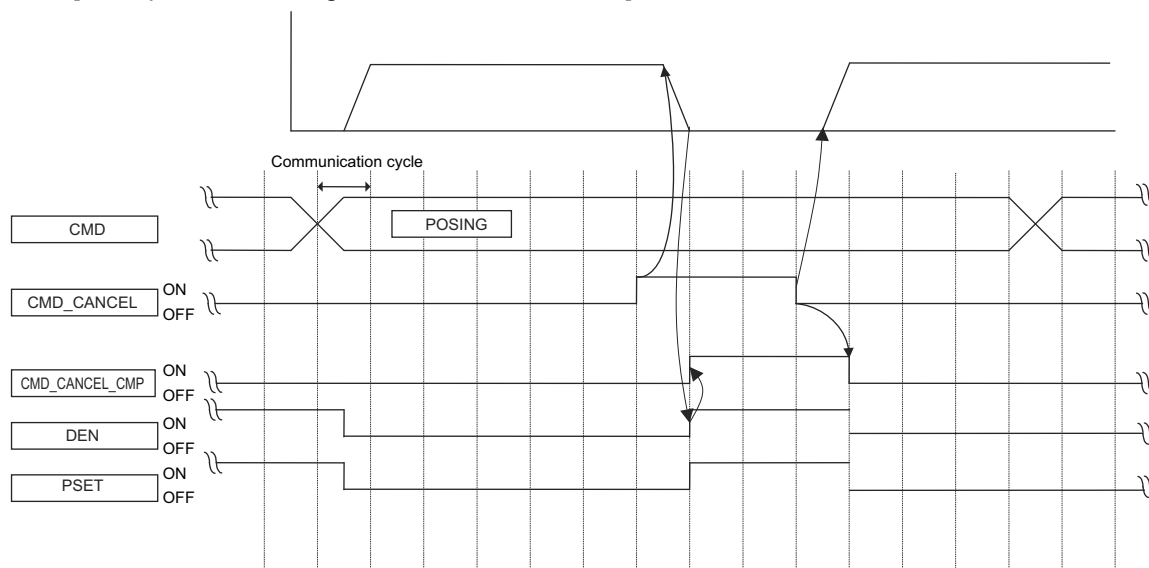 Communication cycle
CMD
POSING
CMD_CANCEL
ON
OFF
CMD_CANCEL_CMP
ON
OFF
DEN
ON
OFF
PSET
ON
OFF